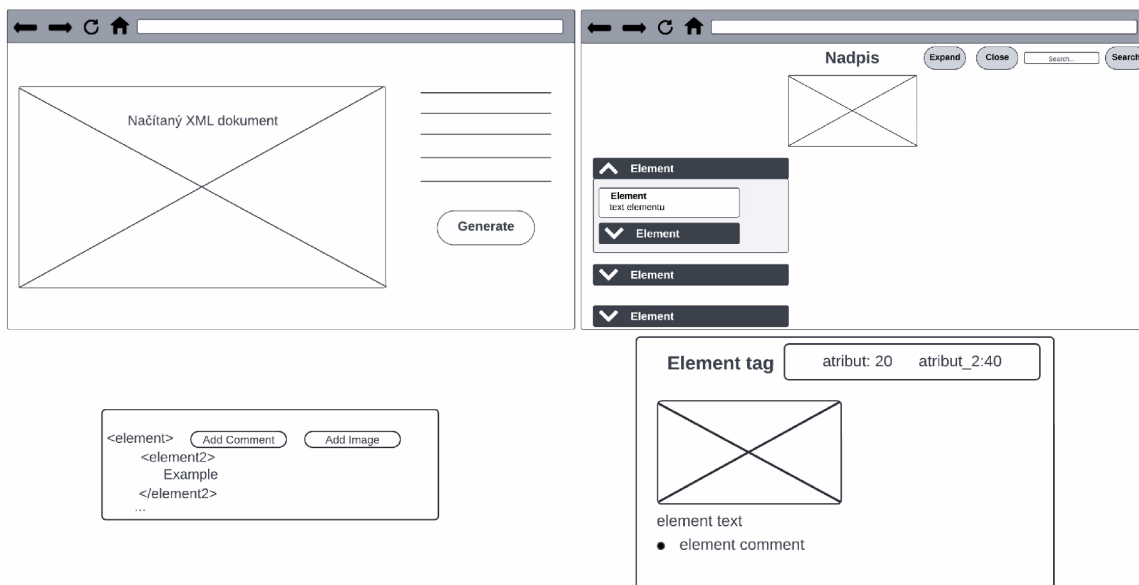 Načítaný XML dokument
Generate
Nadpis
Expand
Close
Search...
Search
Element
Element
text elementu
Element
Element
Element
<element>
Add Comment
Add Image
<element2>
Example
</element2>
...
Element tag
atribut: 20
atribut_2:40
element text
element comment